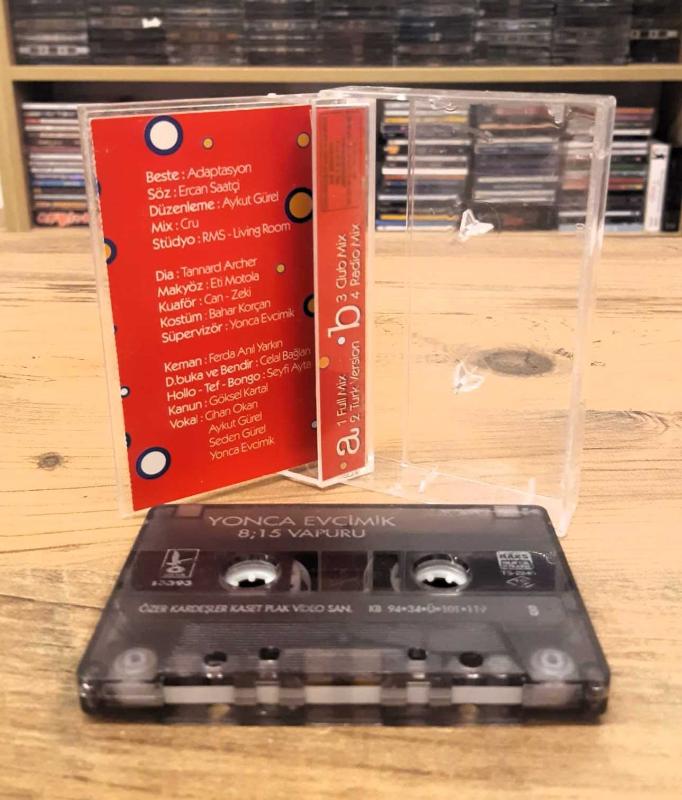 Beste : Adaptasyon
Söz : Ercan Saatçi
Düzenleme : Aykut Gürel
Mix : Cru
Stüdyo : RMS - Living Room
Dia : Tannard Archer
Makyöz : Eti Motola
Kuaför : Can - Zeki
Kostüm : Bahar Korçan
Süpervizör : Yonca Evcimik
Keman : Ferda Anıl Yarkın
D.buka ve Bendir : Celal Bağlan
Hollo - Tef - Bongo : Seyfi Ayta
Kanun : Göksel Kartal
Vokal : Cihan Okan
Aykut Gürel
Seden Gürel
Yonca Evcimik
a 1 Full Mix
2 Turk Version
b 3 Club Mix
4 Radio Mix
YONCA EVCİMİK
8;15 VAPURU
RAKS
ÖZER KARDEŞLER KASET PLAK VİDEO SAN. KB 94•34•Ü•101•
B